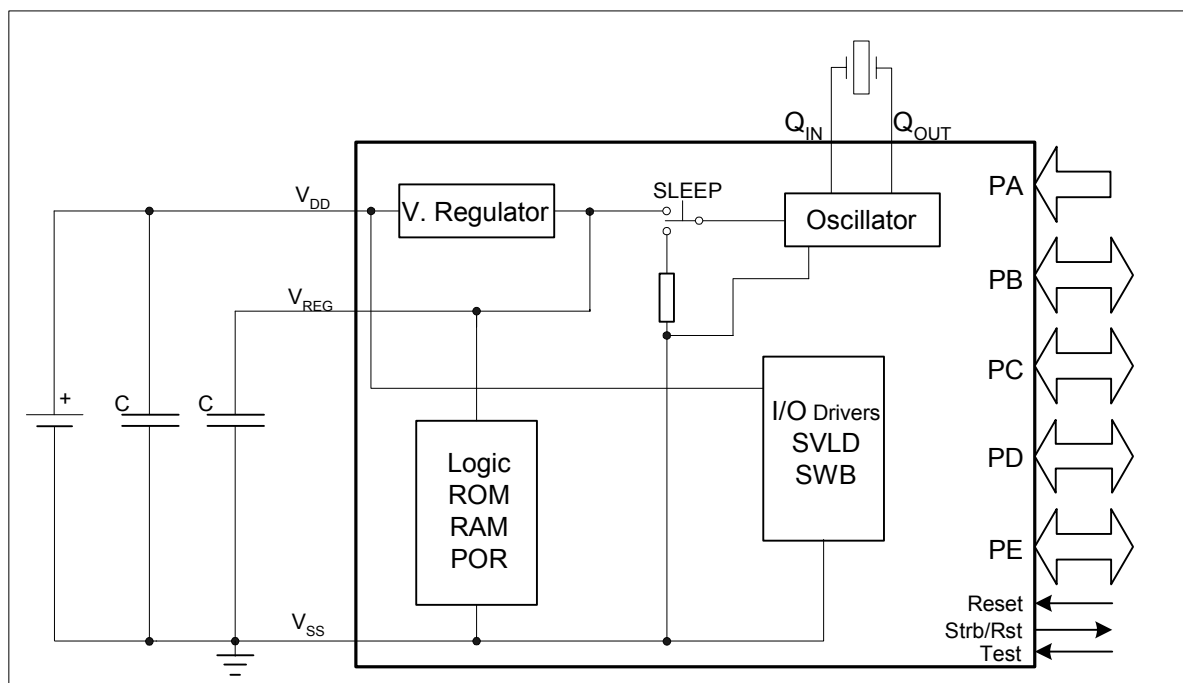 Q_IN
Q_OUT
V_DD
V. Regulator
SLEEP
Oscillator
PA
PB
V_REG
PC
+
C
C
I/O Drivers
SVLD
SWB
Logic
ROM
RAM
POR
PD
PE
Reset
V_SS
Strb/Rst
Test